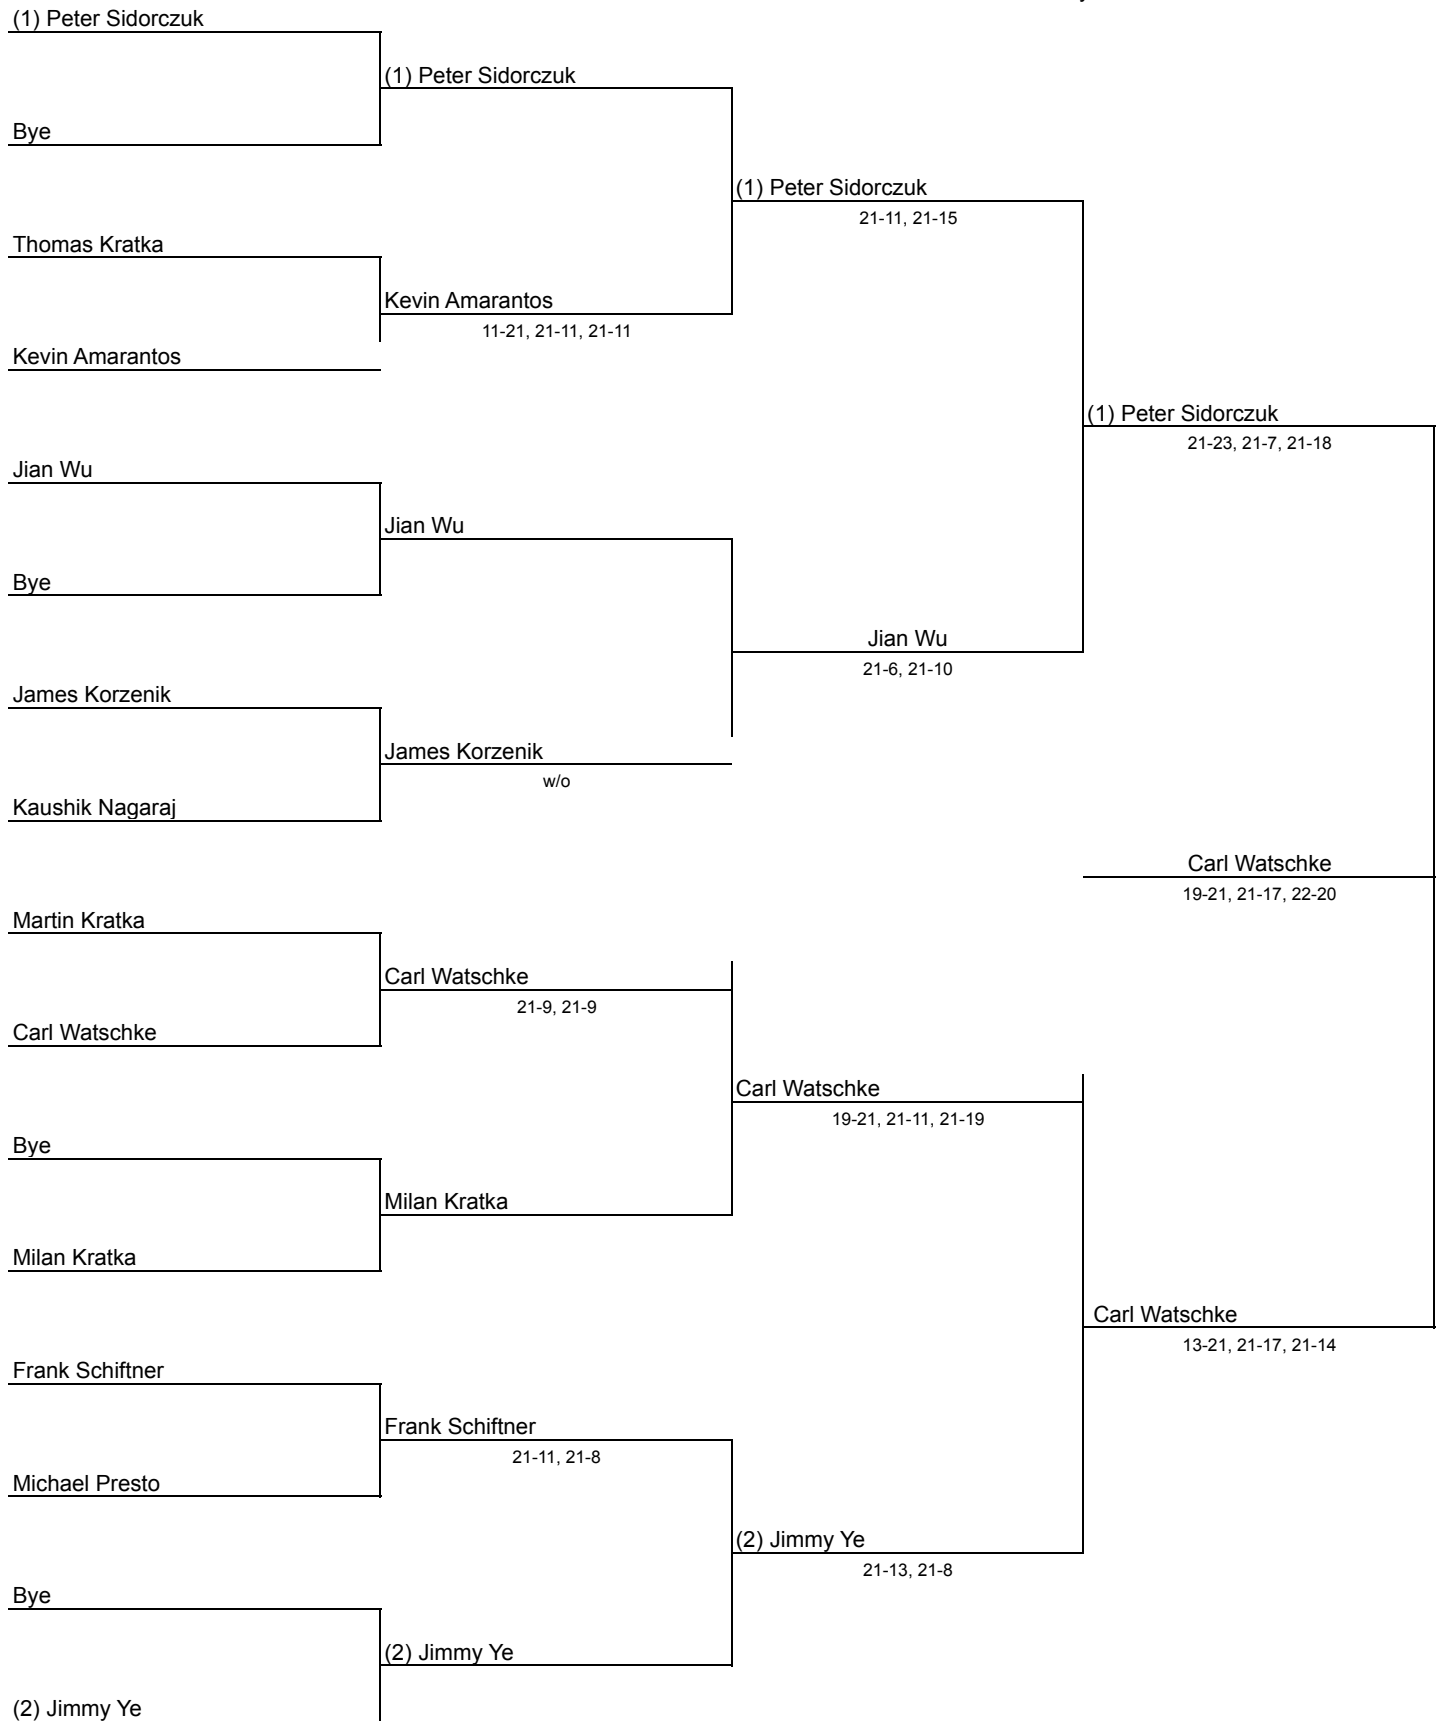 (1) Peter Sidorczuk
(1) Peter Sidorczuk
Bye
(1) Peter Sidorczuk
21-11, 21-15
Thomas Kratka
Kevin Amarantos
11-21, 21-11, 21-11
Kevin Amarantos
(1) Peter Sidorczuk
21-23, 21-7, 21-18
Jian Wu
Jian Wu
Bye
Jian Wu
21-6, 21-10
James Korzenik
James Korzenik
w/o
Kaushik Nagaraj
Carl Watschke
19-21, 21-17, 22-20
Martin Kratka
Carl Watschke
21-9, 21-9
Carl Watschke
Carl Watschke
19-21, 21-11, 21-19
Bye
Milan Kratka
Milan Kratka
Carl Watschke
13-21, 21-17, 21-14
Frank Schiftner
Frank Schiftner
21-11, 21-8
Michael Presto
(2) Jimmy Ye
21-13, 21-8
Bye
(2) Jimmy Ye
(2) Jimmy Ye